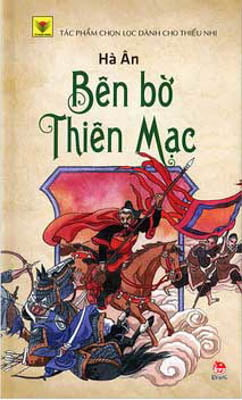 TÁC PHẨM CHỌN LỌC DÀNH CHO THIẾU NHI
Hà Ân
Bên bờ
Thiên Mạc